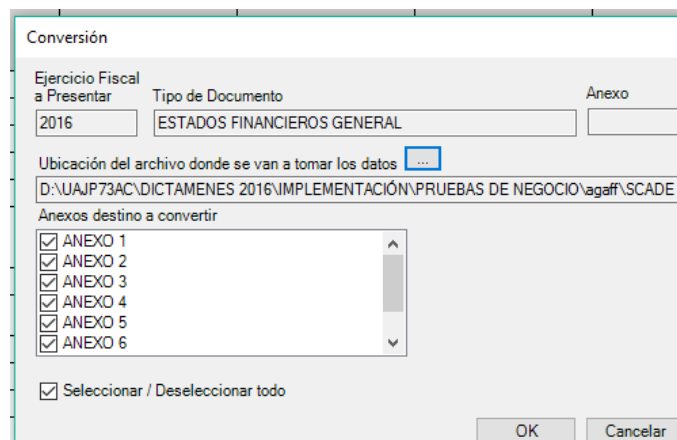 Conversión
Ejercicio Fiscal
a Presentar
Tipo de Documento
Anexo
2016
ESTADOS FINANCIEROS GENERAL
Ubicación del archivo donde se van a tomar los datos ...
D:\UAJP73AC\DICTAMENES 2016\IMPLEMENTACIÓN\PRUEBAS DE NEGOCIO\agaff\SCADE
Anexos destino a convertir
ANEXO 1
ANEXO 2
ANEXO 3
ANEXO 4
ANEXO 5
ANEXO 6
Seleccionar / Deseleccionar todo
OK Cancelar